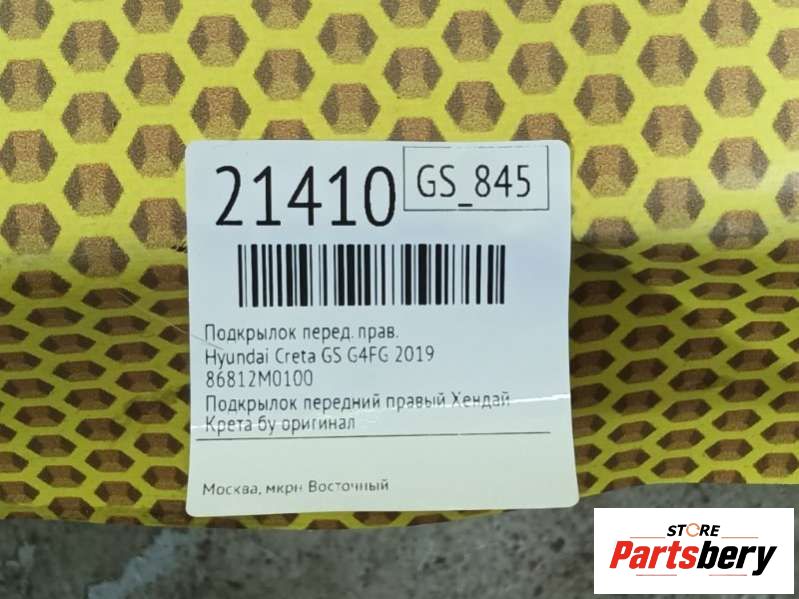 21410
GS_845
Подкрылок перед. прав.
Hyundai Creta GS G4FG 2019
86812M0100
Подкрылок передний правый Хендай
Крета бу оригинал
Москва, мкрн Восточный
STORE
Partsbery